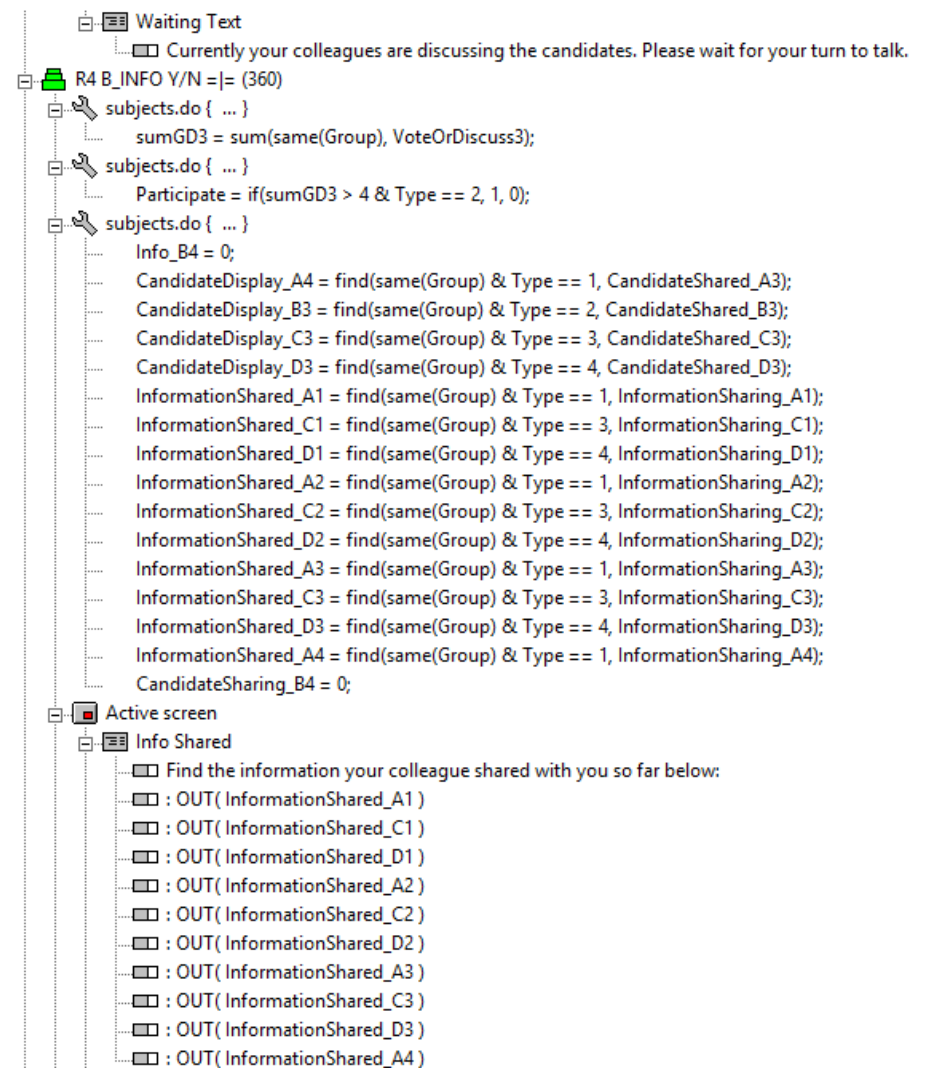 Waiting Text
Currently your colleagues are discussing the candidates. Please wait for your turn to talk.
R4 B_INFO Y/N =|= (360)
subjects.do { ... }
sumGD3 = sum(same(Group), VoteOrDiscuss3);
subjects.do { ... }
Participate = if(sumGD3 > 4 & Type == 2, 1, 0);
subjects.do { ... }
Info_B4 = 0;
CandidateDisplay_A4 = find(same(Group) & Type == 1, CandidateShared_A3);
CandidateDisplay_B3 = find(same(Group) & Type == 2, CandidateShared_B3);
CandidateDisplay_C3 = find(same(Group) & Type == 3, CandidateShared_C3);
CandidateDisplay_D3 = find(same(Group) & Type == 4, CandidateShared_D3);
InformationShared_A1 = find(same(Group) & Type == 1, InformationSharing_A1);
InformationShared_C1 = find(same(Group) & Type == 3, InformationSharing_C1);
InformationShared_D1 = find(same(Group) & Type == 4, InformationSharing_D1);
InformationShared_A2 = find(same(Group) & Type == 1, InformationSharing_A2);
InformationShared_C2 = find(same(Group) & Type == 3, InformationSharing_C2);
InformationShared_D2 = find(same(Group) & Type == 4, InformationSharing_D2);
InformationShared_A3 = find(same(Group) & Type == 1, InformationSharing_A3);
InformationShared_C3 = find(same(Group) & Type == 3, InformationSharing_C3);
InformationShared_D3 = find(same(Group) & Type == 4, InformationSharing_D3);
InformationShared_A4 = find(same(Group) & Type == 1, InformationSharing_A4);
CandidateSharing_B4 = 0;
Active screen
Info Shared
Find the information your colleague shared with you so far below:
: OUT( InformationShared_A1 )
: OUT( InformationShared_C1 )
: OUT( InformationShared_D1 )
: OUT( InformationShared_A2 )
: OUT( InformationShared_C2 )
: OUT( InformationShared_D2 )
: OUT( InformationShared_A3 )
: OUT( InformationShared_C3 )
: OUT( InformationShared_D3 )
: OUT( InformationShared_A4 )